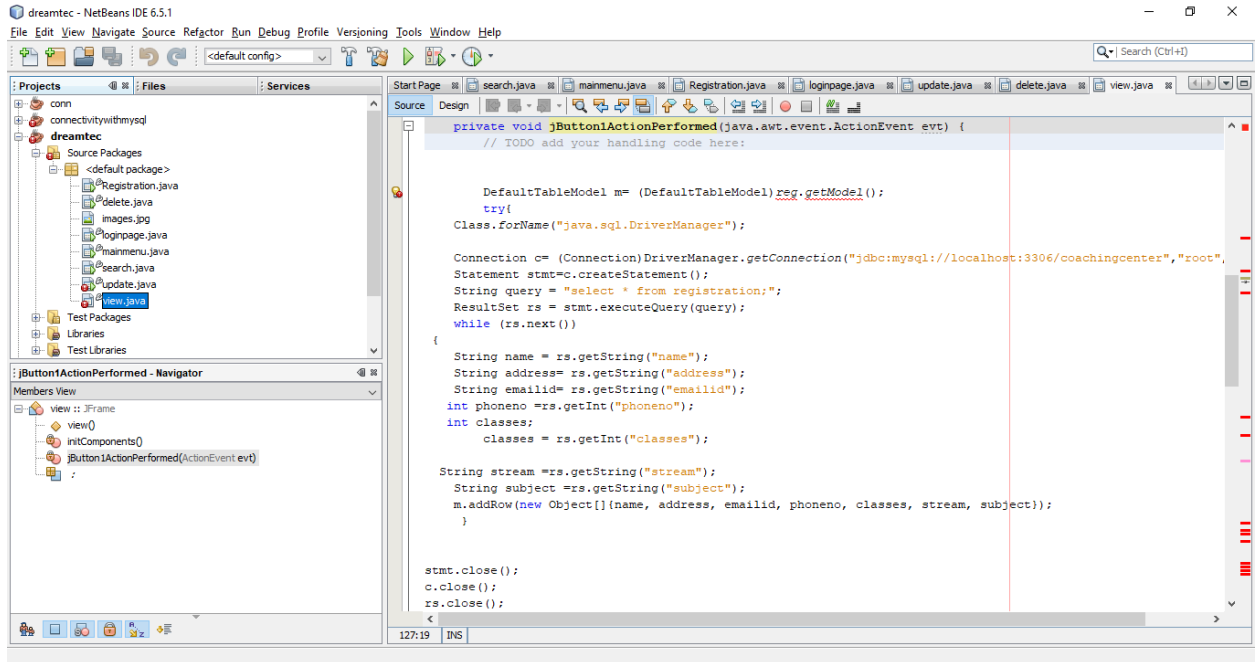 dreamtec - NetBeans IDE 6.5.1
File Edit View Navigate Source Refactor Run Debug Profile Versioning Tools Window Help
<default config>
Search (Ctrl+I)
Projects Files Services
conn
connectivitywithmysql
dreamtec
Source Packages
<default package>
Registration.java
delete.java
images.jpg
loginpage.java
mainmenu.java
search.java
update.java
view.java
Test Packages
Libraries
Test Libraries
jButton1ActionPerformed - Navigator
Members View
view :: JFrame
view()
initComponents()
jButton1ActionPerformed(ActionEvent evt)
:
Start Page search.java mainmenu.java Registration.java loginpage.java update.java delete.java view.java
Source Design
private void jButton1ActionPerformed(java.awt.event.ActionEvent evt) {
// TODO add your handling code here:
DefaultTableModel m= (DefaultTableModel)reg.getModel();
try{
Class.forName("java.sql.DriverManager");
Connection c= (Connection)DriverManager.getConnection("jdbc:mysql://localhost:3306/coachingcenter","root",
Statement stmt=c.createStatement();
String query = "select * from registration;";
ResultSet rs = stmt.executeQuery(query);
while (rs.next())
{
String name = rs.getString("name");
String address= rs.getString("address");
String emailid= rs.getString("emailid");
int phoneno =rs.getInt("phoneno");
int classes;
classes = rs.getInt("classes");
String stream =rs.getString("stream");
String subject =rs.getString("subject");
m.addRow(new Object[]{name, address, emailid, phoneno, classes, stream, subject});
}
stmt.close();
c.close();
rs.close();
127:19 INS